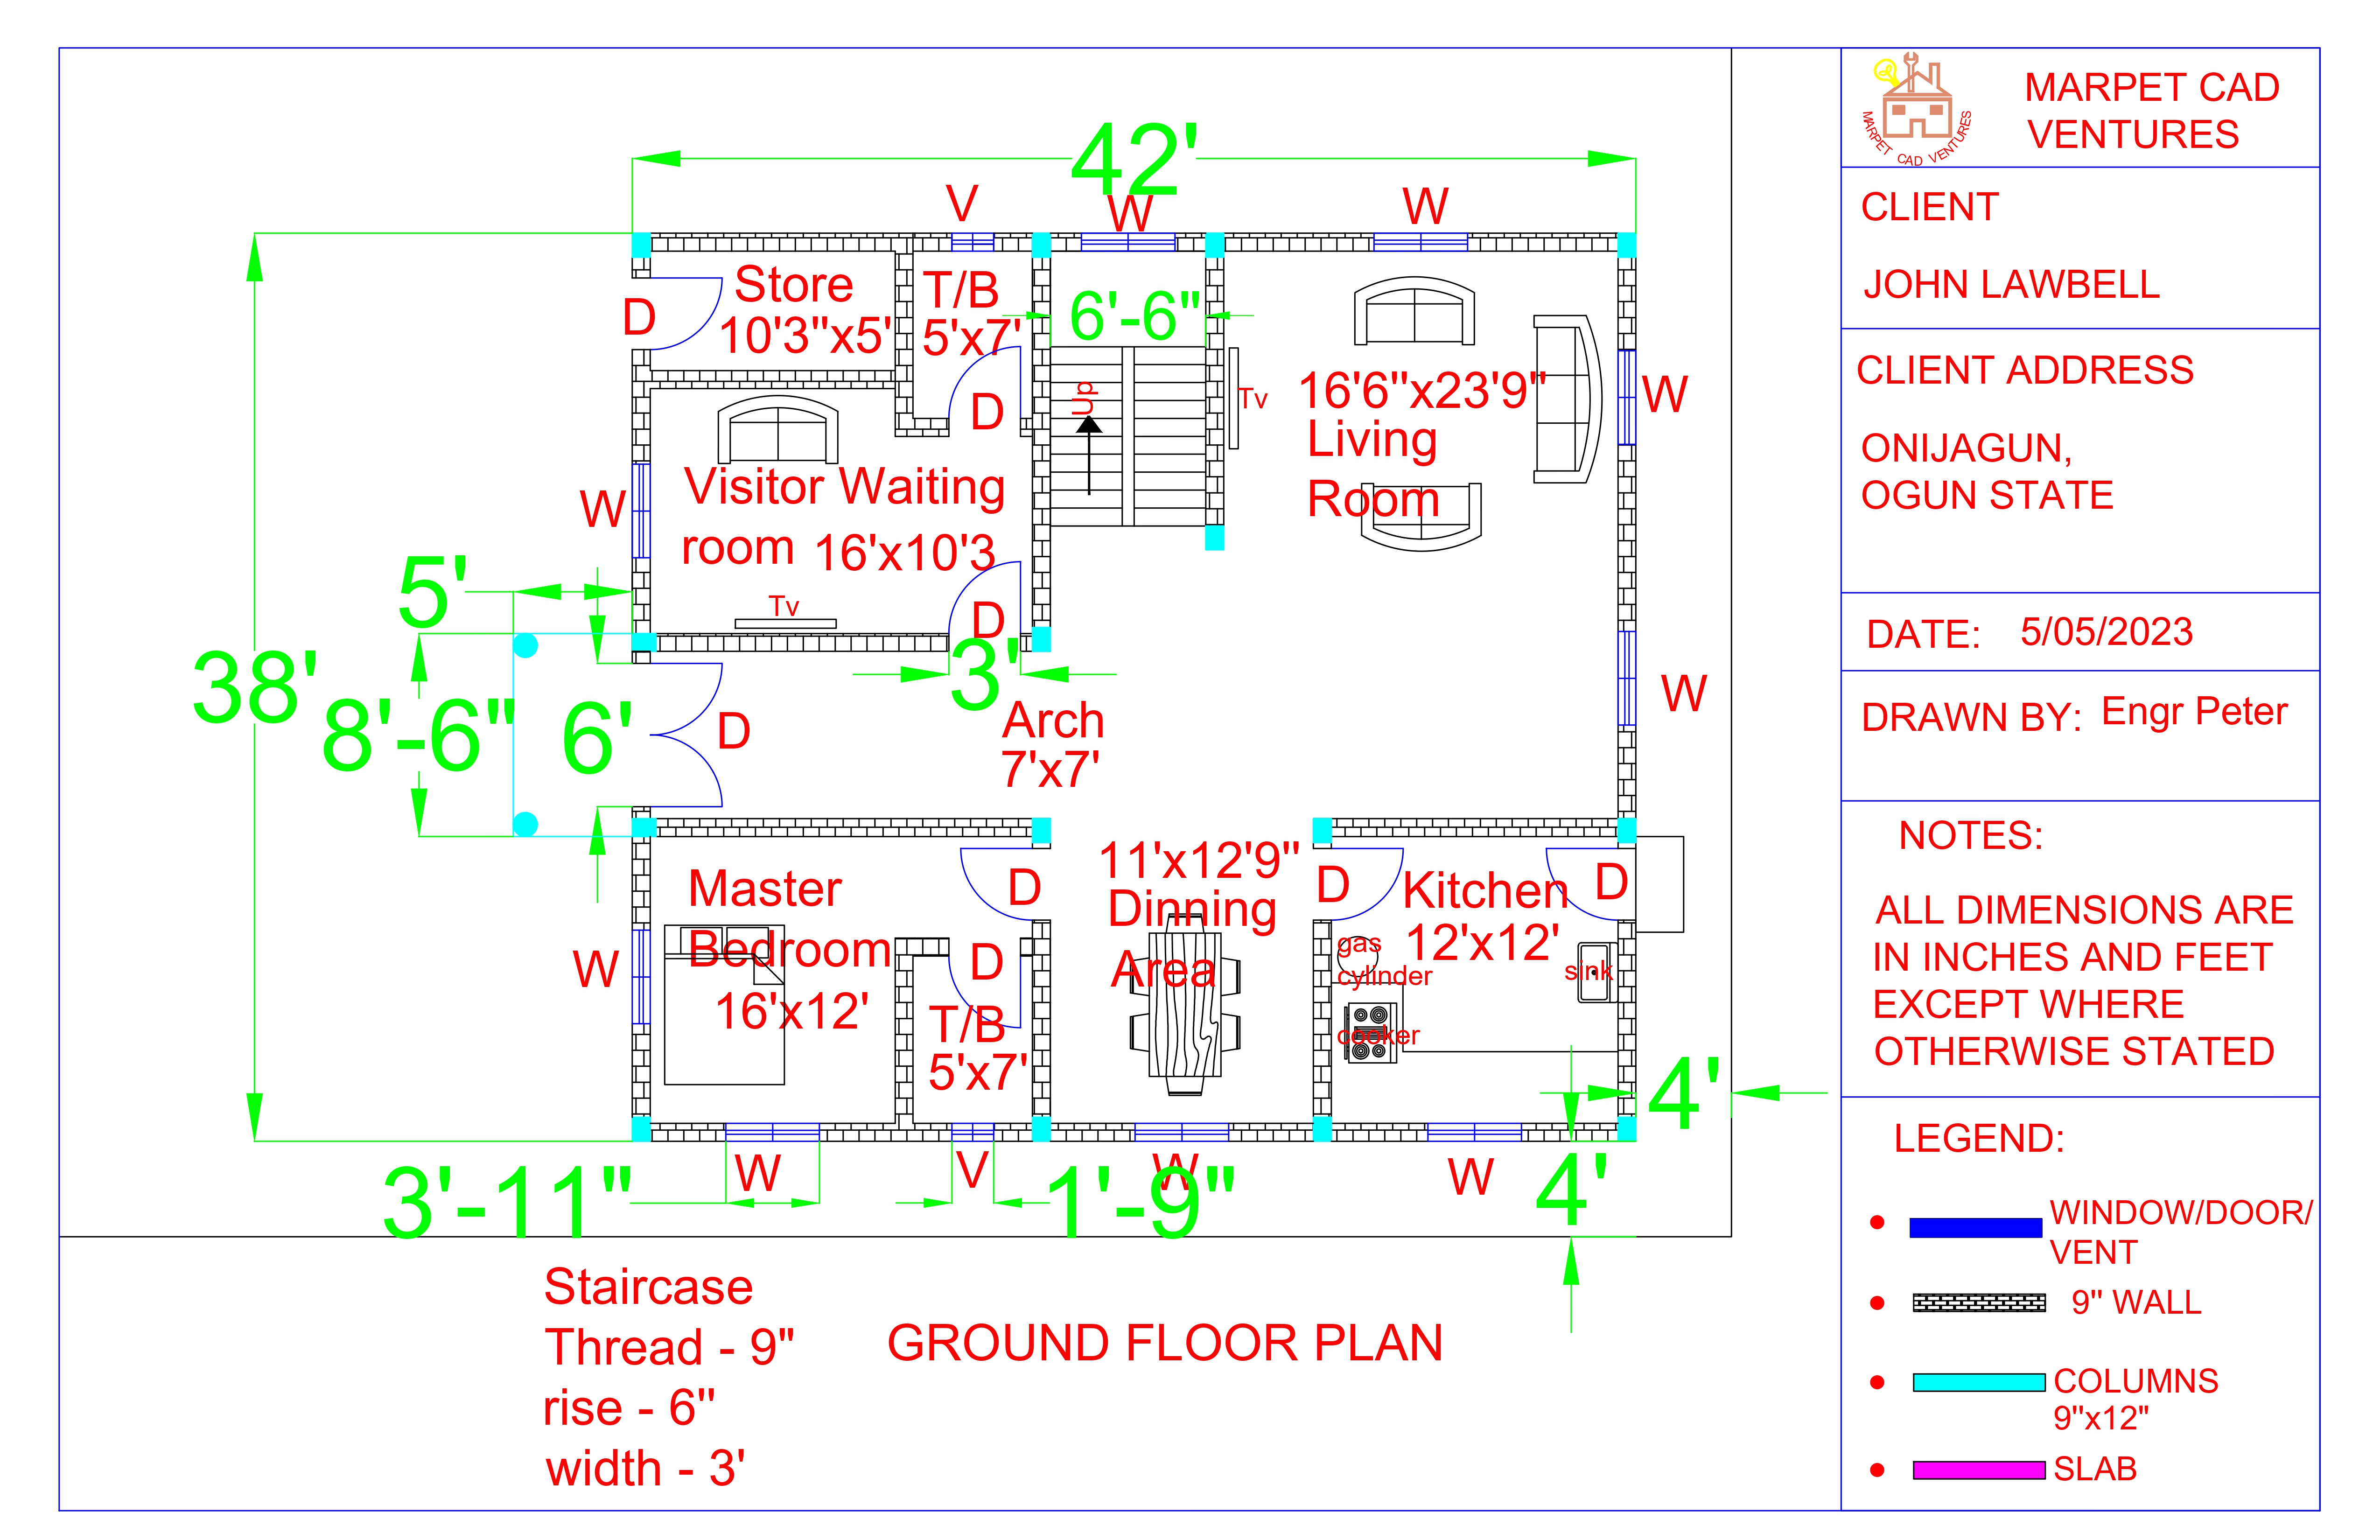 42'
V
W
W
Store
10'3"x5'
T/B
5'x7'
D
6'-6"
D
Up
Tv
16'6"x23'9"
Living
Room
W
W
Visitor Waiting
room 16'x10'3
Tv
D
3'
5'
38'
8'-6"
6'
D
Arch
7'x7'
W
Master
Bedroom
16'x12'
D
D
T/B
5'x7'
11'x12'9"
Dinning
Area
D
Kitchen
12'x12'
D
gas
cylinder
cooker
sink
W
4'
4'
3'-11"
W
V
1'-9"
W
W
Staircase
Thread - 9"
rise - 6"
width - 3'
GROUND FLOOR PLAN
MARPET CAD VENTURES
MARPET CAD
VENTURES
CLIENT
JOHN LAWBELL
CLIENT ADDRESS
ONIJAGUN,
OGUN STATE
DATE: 5/05/2023
DRAWN BY: Engr Peter
NOTES:
ALL DIMENSIONS ARE
IN INCHES AND FEET
EXCEPT WHERE
OTHERWISE STATED
LEGEND:
WINDOW/DOOR/
VENT
9" WALL
COLUMNS
9"x12"
SLAB